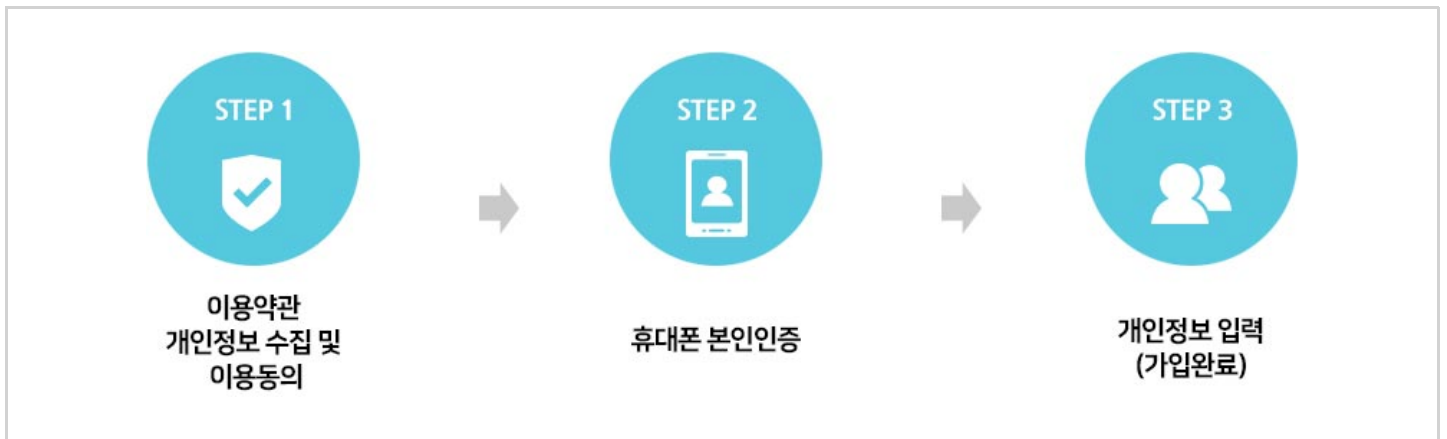 STEP 1
이용약관
개인정보 수집 및
이용동의
STEP 2
휴대폰 본인인증
STEP 3
개인정보 입력
(가입완료)